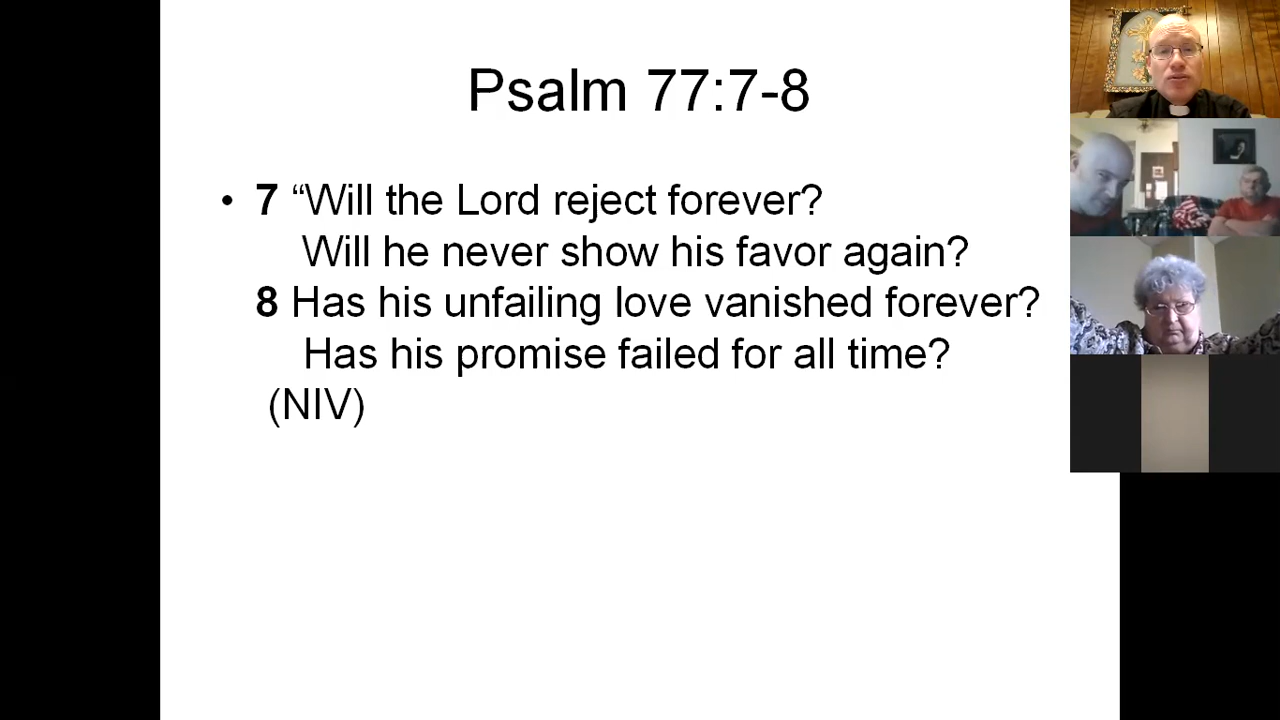 Psalm 77:7-8
• 7 “Will the Lord reject forever?
Will he never show his favor again?
8 Has his unfailing love vanished forever?
Has his promise failed for all time?
(NIV)